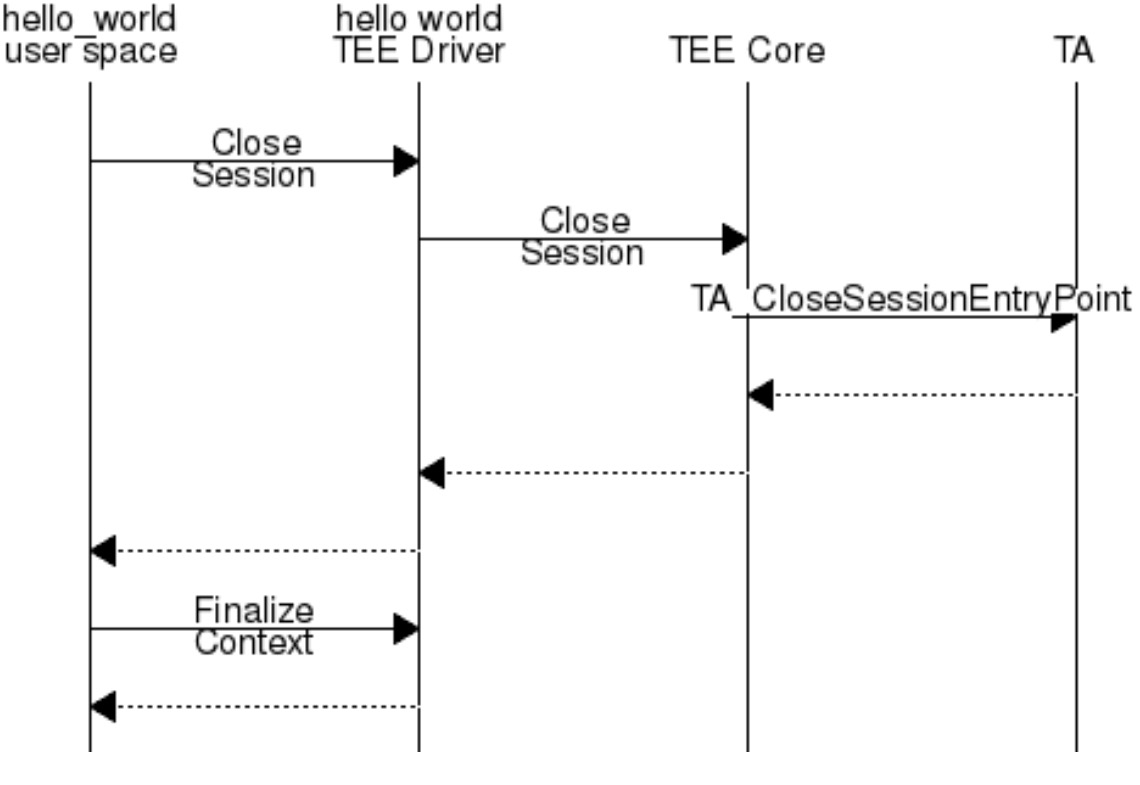 hello_world
user space
hello world
TEE Driver
TEE Core
TA
Close
Session
Close
Session
TA_CloseSessionEntryPoint
Finalize
Context